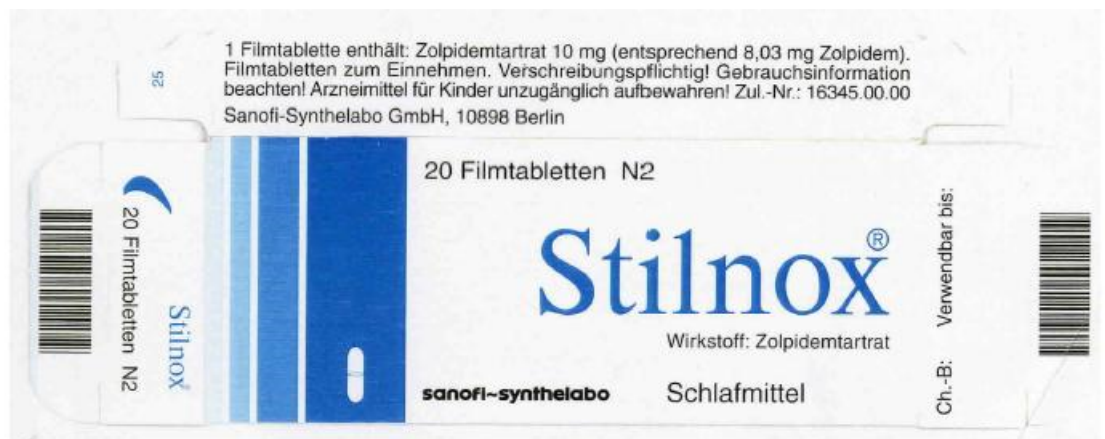 1 Filmtablette enthält: Zolpidemtartrat 10 mg (entsprechend 8,03 mg Zolpidem).
Filmtabletten zum Einnehmen. Verschreibungspflichtig! Gebrauchsinformation
beachten! Arzneimittel für Kinder unzugänglich aufbewahren! Zul.-Nr.: 16345.00.00
Sanofi-Synthelabo GmbH, 10898 Berlin
25
20 Filmtabletten N2
Stilnox®
Wirkstoff: Zolpidemtartrat
sanofi~synthelabo Schlafmittel
20 Filmtabletten N2
Stilnox®
Ch.-B: Verwendbar bis: